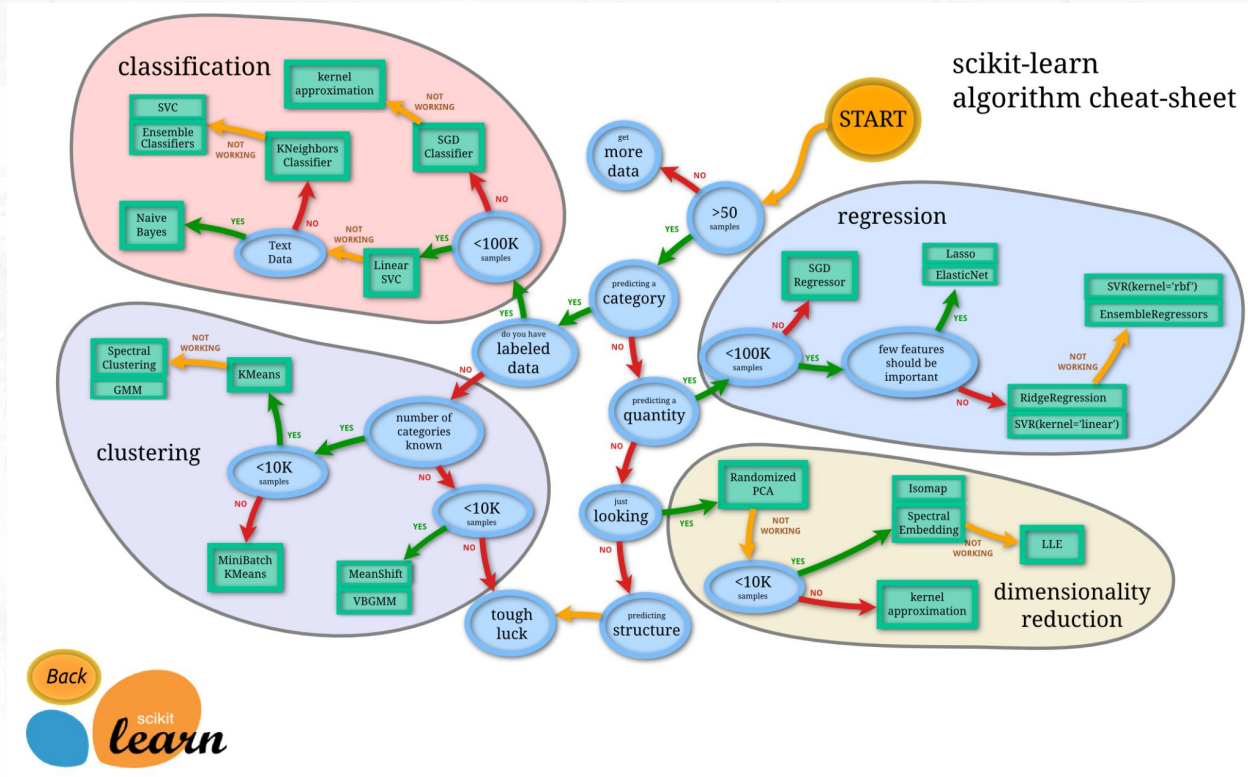 scikit-learn
algorithm cheat-sheet
START
classification
kernel
approximation
NOT
WORKING
SVC
Ensemble
Classifiers
NOT
WORKING
KNeighbors
Classifier
SGD
Classifier
NO
Naive
Bayes
YES
Text
Data
NO
NOT
WORKING
Linear
SVC
YES
<100K
samples
YES
get
more
data
NO
>50
samples
YES
predicting a
category
YES
NO
do you have
labeled
data
NO
predicting a
quantity
YES
NO
regression
SGD
Regressor
NO
<100K
samples
YES
Lasso
ElasticNet
YES
few features
should be
important
NO
SVR(kernel='rbf')
EnsembleRegressors
NOT
WORKING
RidgeRegression
SVR(kernel='linear')
clustering
Spectral
Clustering
GMM
NOT
WORKING
KMeans
YES
<10K
samples
NO
MiniBatch
KMeans
YES
number of
categories
known
NO
<10K
samples
YES
MeanShift
VBGMM
NO
tough
luck
just
looking
YES
NO
predicting
structure
Randomized
PCA
NOT
WORKING
<10K
samples
YES
NO
Isomap
Spectral
Embedding
NOT
WORKING
LLE
kernel
approximation
dimensionality
reduction
Back
scikit
learn